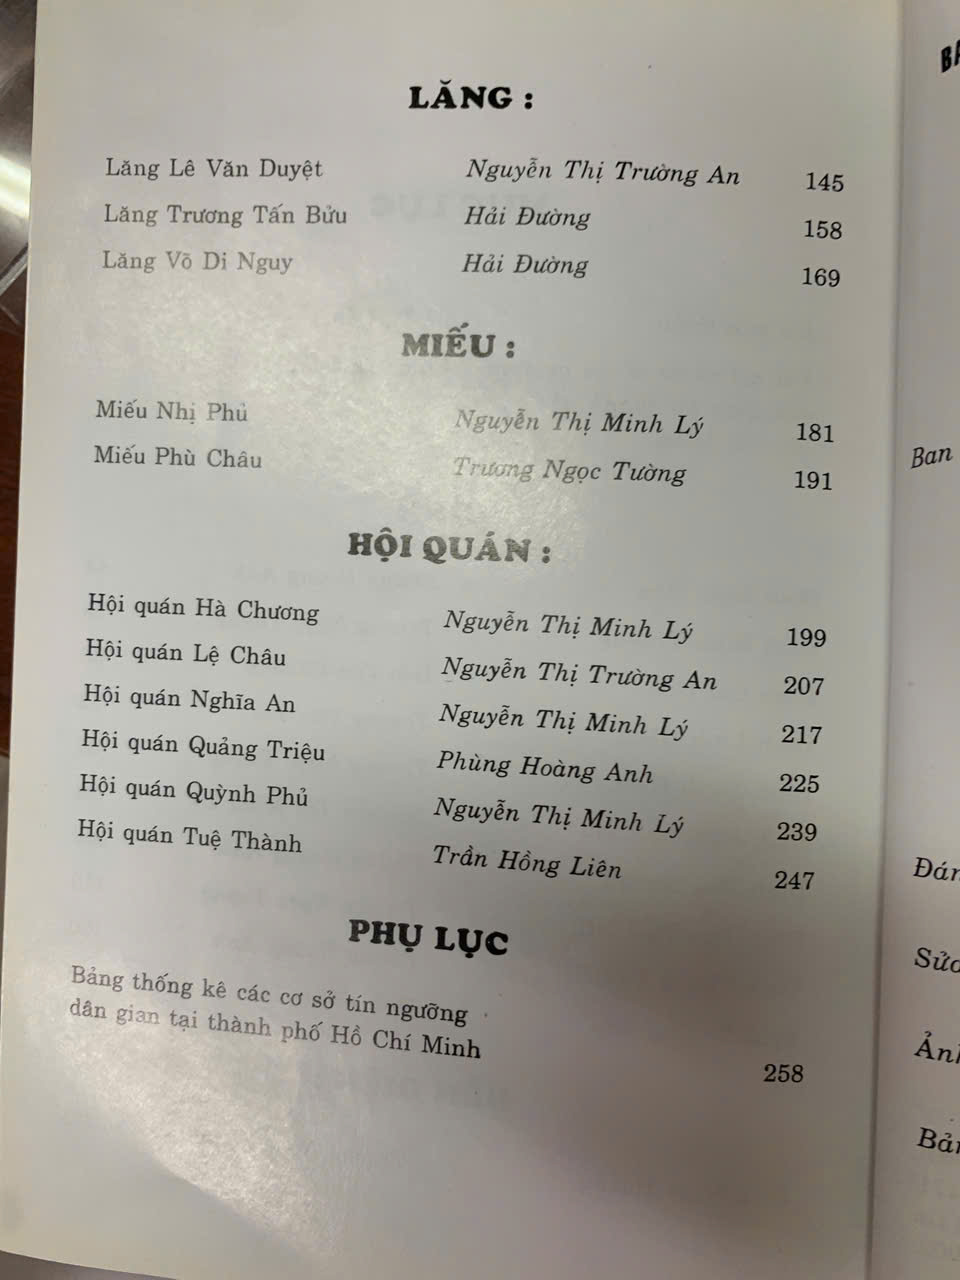 LĂNG :
Lăng Lê Văn Duyệt Nguyễn Thị Trường An 145
Lăng Trương Tấn Bửu Hải Đường 158
Lăng Võ Di Nguy Hải Đường 169
MIẾU :
Miếu Nhị Phủ Nguyễn Thị Minh Lý 181
Miếu Phù Châu Trương Ngọc Tường 191
HỘI QUÁN :
Hội quán Hà Chương Nguyễn Thị Minh Lý 199
Hội quán Lệ Châu Nguyễn Thị Trường An 207
Hội quán Nghĩa An Nguyễn Thị Minh Lý 217
Hội quán Quảng Triệu Phùng Hoàng Anh 225
Hội quán Quỳnh Phủ Nguyễn Thị Minh Lý 239
Hội quán Tuệ Thành Trần Hồng Liên 247
PHỤ LỤC
Bảng thống kê các cơ sở tín ngưỡng
dân gian tại thành phố Hồ Chí Minh 258
Ban